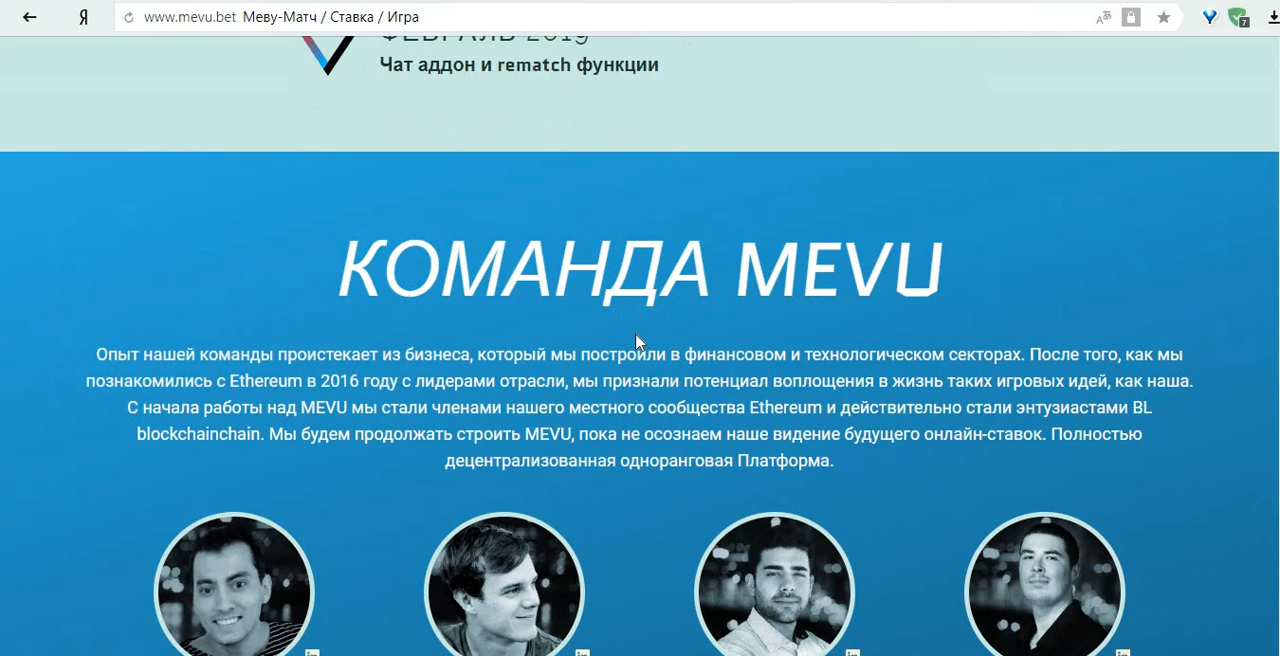 Я
www.mevu.bet Меву-Матч / Ставка / Игра
7
ФЕВРАЛЬ 2019
Чат аддон и rematch функции
КОМАНДА MEVU
Опыт нашей команды проистекает из бизнеса, который мы построили в финансовом и технологическом секторах. После того, как мы
познакомились с Ethereum в 2016 году с лидерами отрасли, мы признали потенциал воплощения в жизнь таких игровых идей, как наша.
С начала работы над MEVU мы стали членами нашего местного сообщества Ethereum и действительно стали энтузиастами BL
blockchainchain. Мы будем продолжать строить MEVU, пока не осознаем наше видение будущего онлайн-ставок. Полностью
децентрализованная одноранговая Платформа.